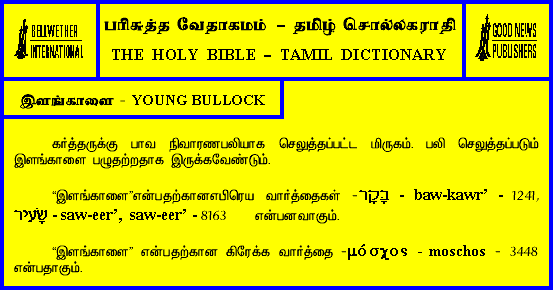 BELLWETHER
INTERNATIONAL
பரிசுத்த வேதாகமம் – தமிழ் சொல்லகராதி
THE HOLY BIBLE – TAMIL DICTIONARY
GOOD NEWS
PUBLISHERS
இளங்காளை - YOUNG BULLOCK
கர்த்தருக்கு பாவ நிவாரணபலியாக செலுத்தப்பட்ட மிருகம். பலி செலுத்தப்படும்
இளங்காளை பழுதற்றதாக இருக்கவேண்டும்.
“இளங்காளை”என்பதற்கானஎபிரெய வார்த்தைகள் -בָּקָר - baw-kawr’ - 1241,
שָׂעִיר - saw-eer’, saw-eer’ - 8163 என்பனவாகும்.
“இளங்காளை” என்பதற்கான கிரேக்க வார்த்தை -μόσχος - moschos - 3448
என்பதாகும்.